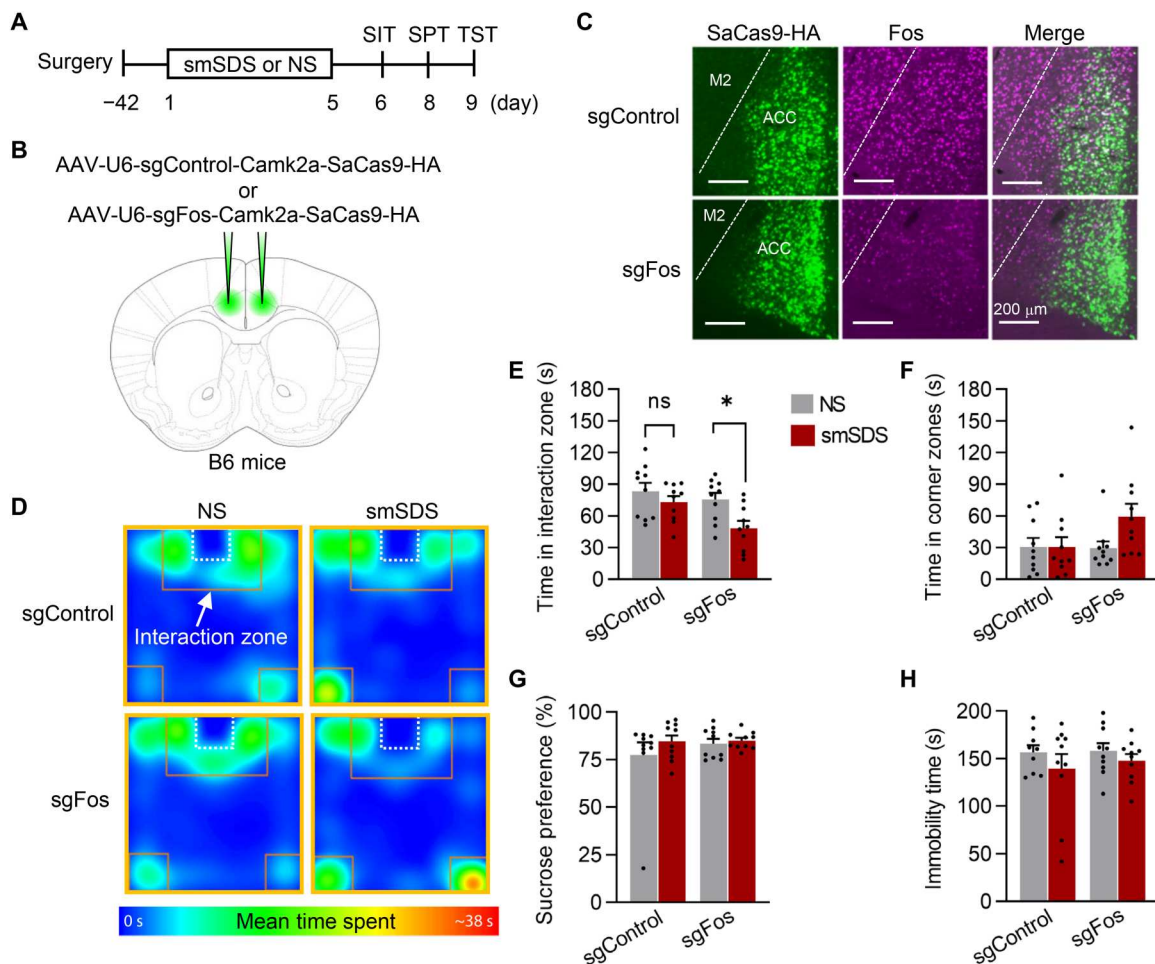 A
Surgery
smSDS or NS
SIT SPT TST
−42 1 5 6 8 9 (day)
B
AAV-U6-sgControl-Camk2a-SaCas9-HA
or
AAV-U6-sgFos-Camk2a-SaCas9-HA
B6 mice
C
SaCas9-HA Fos Merge
sgControl
M2
ACC
sgFos
M2
ACC
200 μm
D
NS smSDS
sgControl
Interaction zone
sgFos
0 s Mean time spent ~38 s
E
Time in interaction zone (s)
180
150
120
90
60
30
0
ns
*
sgControl
sgFos
NS
smSDS
F
Time in corner zones (s)
180
150
120
90
60
30
0
sgControl
sgFos
G
Sucrose preference (%)
100
75
50
25
0
sgControl
sgFos
H
Immobility time (s)
200
150
100
50
0
sgControl
sgFos